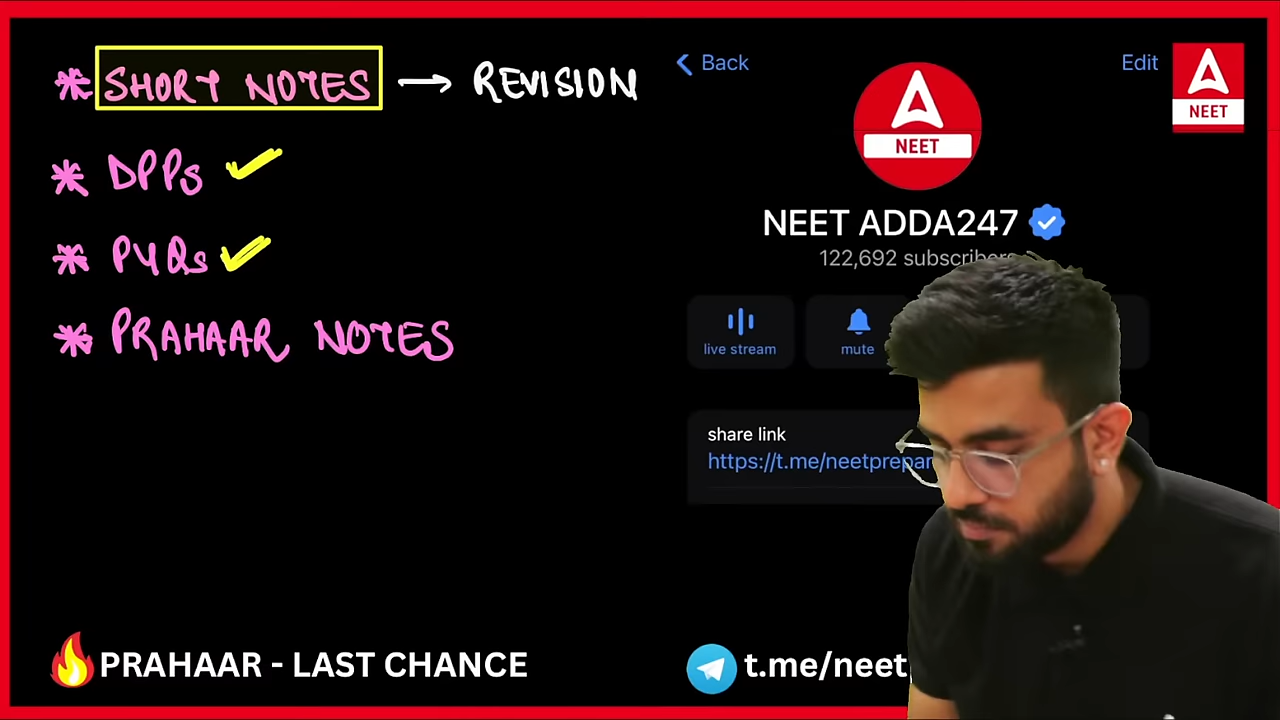 * SHORT NOTES → REVISION
* DPPs ✓
* PYQs ✓
* PRAHAAR NOTES
Back
Edit
NEET
NEET
NEET ADDA247
122,692 subscribers
live stream
mute
share link
https://t.me/neetprepar
PRAHAAR - LAST CHANCE
t.me/neet